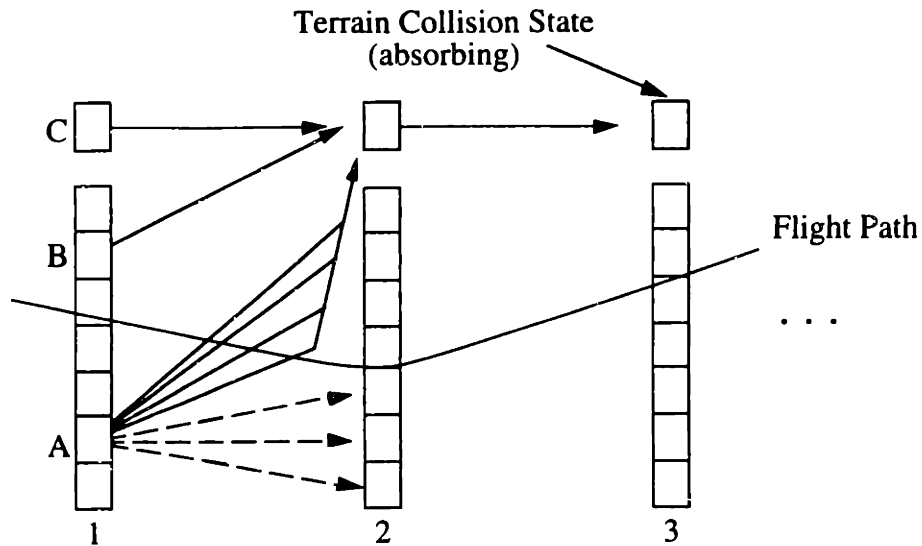 Terrain Collision State
(absorbing)
C
B
Flight Path
. . .
A
1
2
3